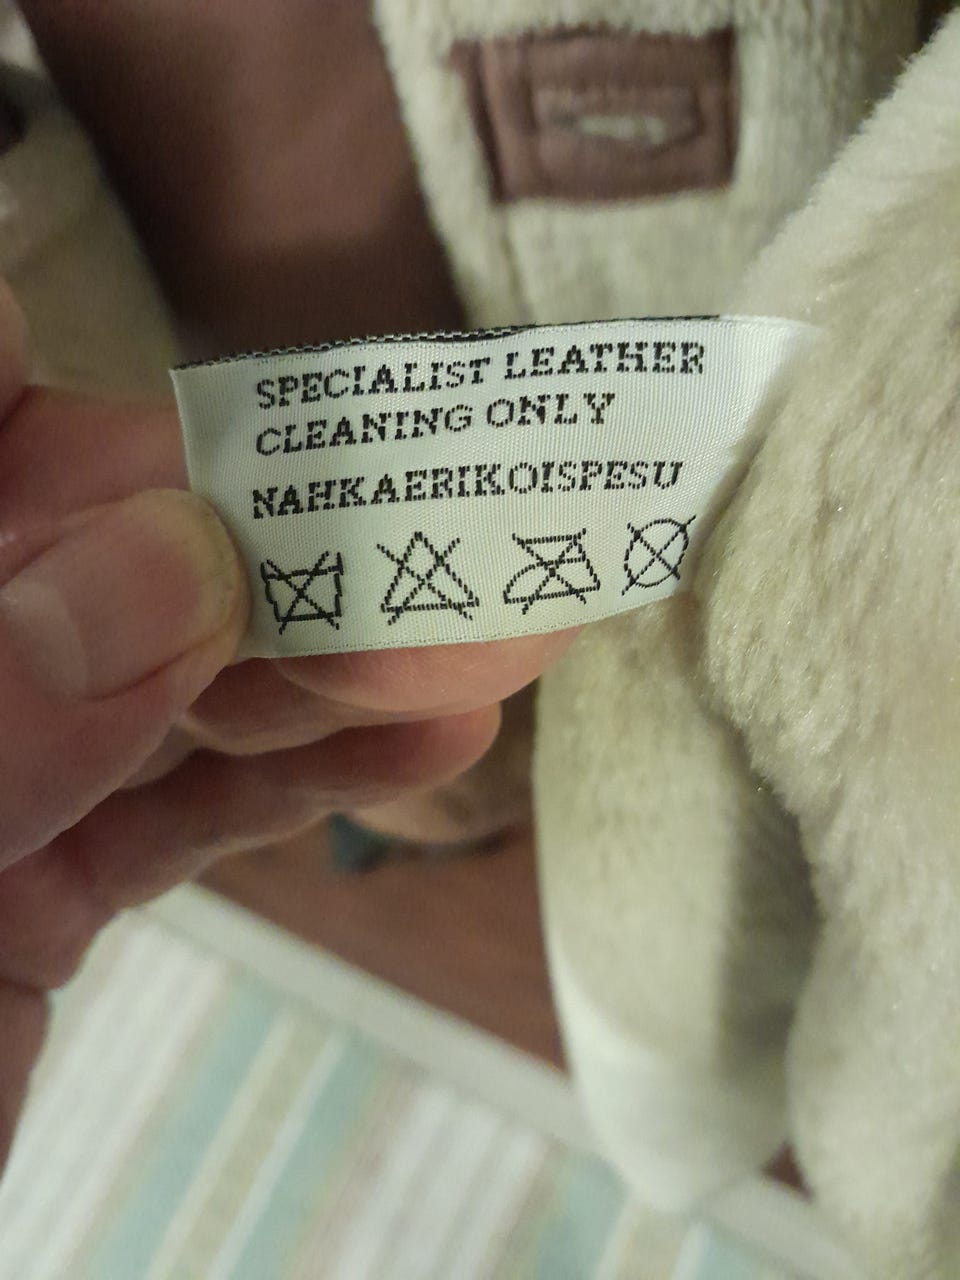 SPECIALIST LEATHER
CLEANING ONLY
NAHKAERIKOISPESU